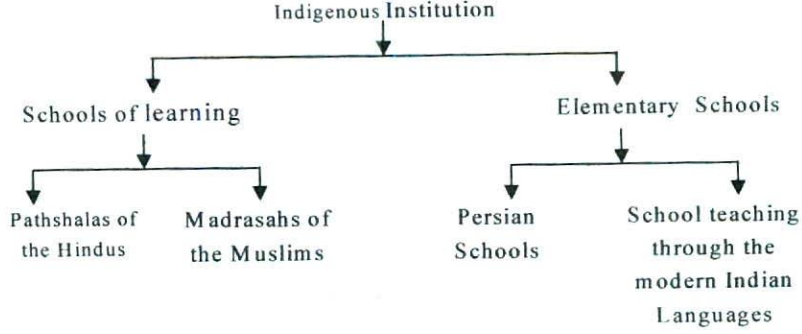 Indigenous Institution
Schools of learning
Elementary Schools
Pathshalas of
the Hindus
Madrasahs of
the Muslims
Persian
Schools
School teaching
through the
modern Indian
Languages